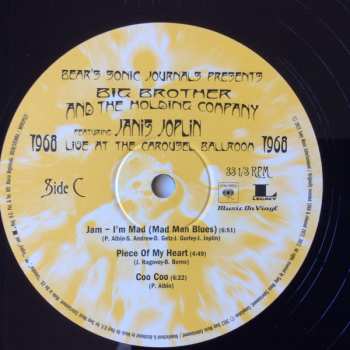 BEAR'S SONIC JOURNALS PRESENTS
BIG BROTHER
AND THE HOLDING COMPANY
FEATURING JANIS JOPLIN
1968 LIVE AT THE CAROUSEL BALLROOM 1968
Side C
33 1/3 RPM
Music On Vinyl
LEGACY
Jam – I'm Mad (Mad Man Blues) (6:51)
(P. Albin-S. Andrew-D. Getz-J. Gurley-J. Joplin)
Piece Of My Heart (4:49)
(J. Ragovoy-B. Berns)
Coo Coo (6:22)
(P. Albin)